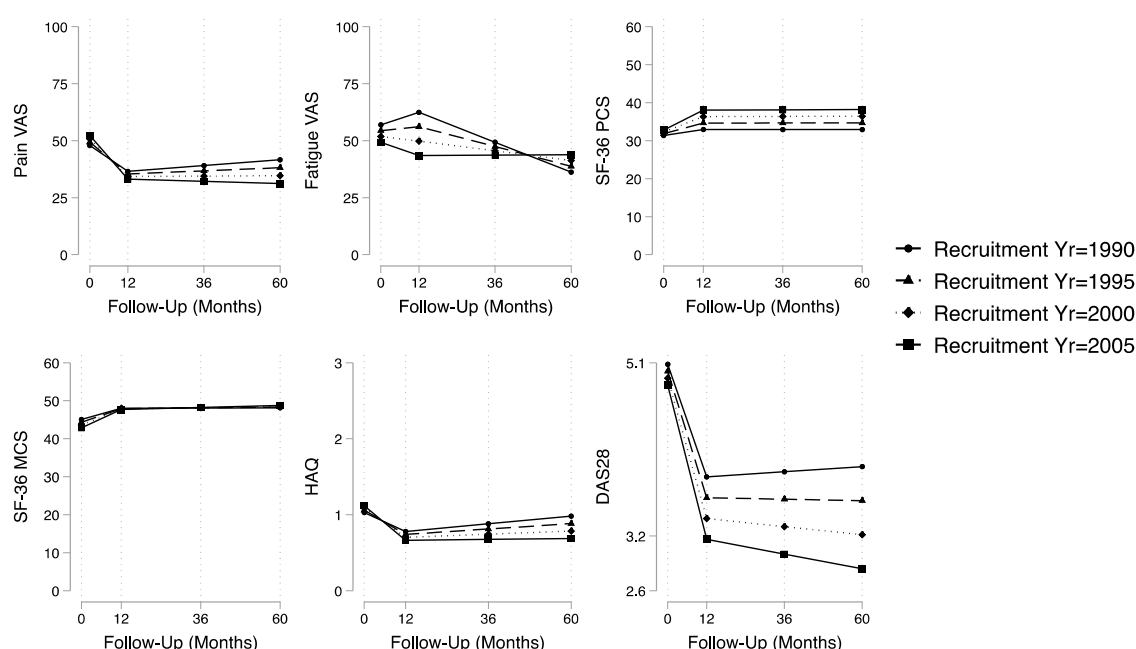 100
75
50
25
0
Pain VAS
0 12 36 60
Follow-Up (Months)
100
75
50
25
0
Fatigue VAS
0 12 36 60
Follow-Up (Months)
60
50
40
30
20
10
0
SF-36 PCS
0 12 36 60
Follow-Up (Months)
Recruitment Yr=1990
Recruitment Yr=1995
Recruitment Yr=2000
Recruitment Yr=2005
60
50
40
30
20
10
0
SF-36 MCS
0 12 36 60
Follow-Up (Months)
3
2
1
0
HAQ
0 12 36 60
Follow-Up (Months)
5.1
3.2
2.6
DAS28
0 12 36 60
Follow-Up (Months)